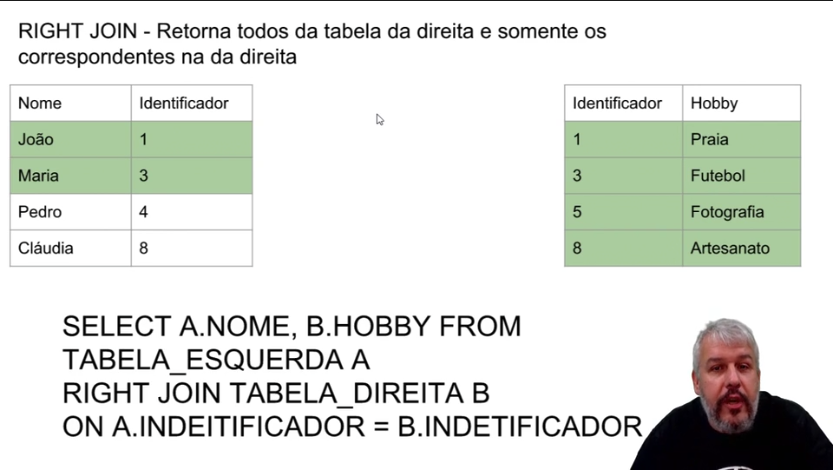 RIGHT JOIN - Retorna todos da tabela da direita e somente os
correspondentes na da direita
Nome Identificador
João 1
Maria 3
Pedro 4
Cláudia 8
Identificador Hobby
1 Praia
3 Futebol
5 Fotografia
8 Artesanato
SELECT A.NOME, B.HOBBY FROM
TABELA_ESQUERDA A
RIGHT JOIN TABELA_DIREITA B
ON A.INDEITIFICADOR = B.INDETIFICADOR